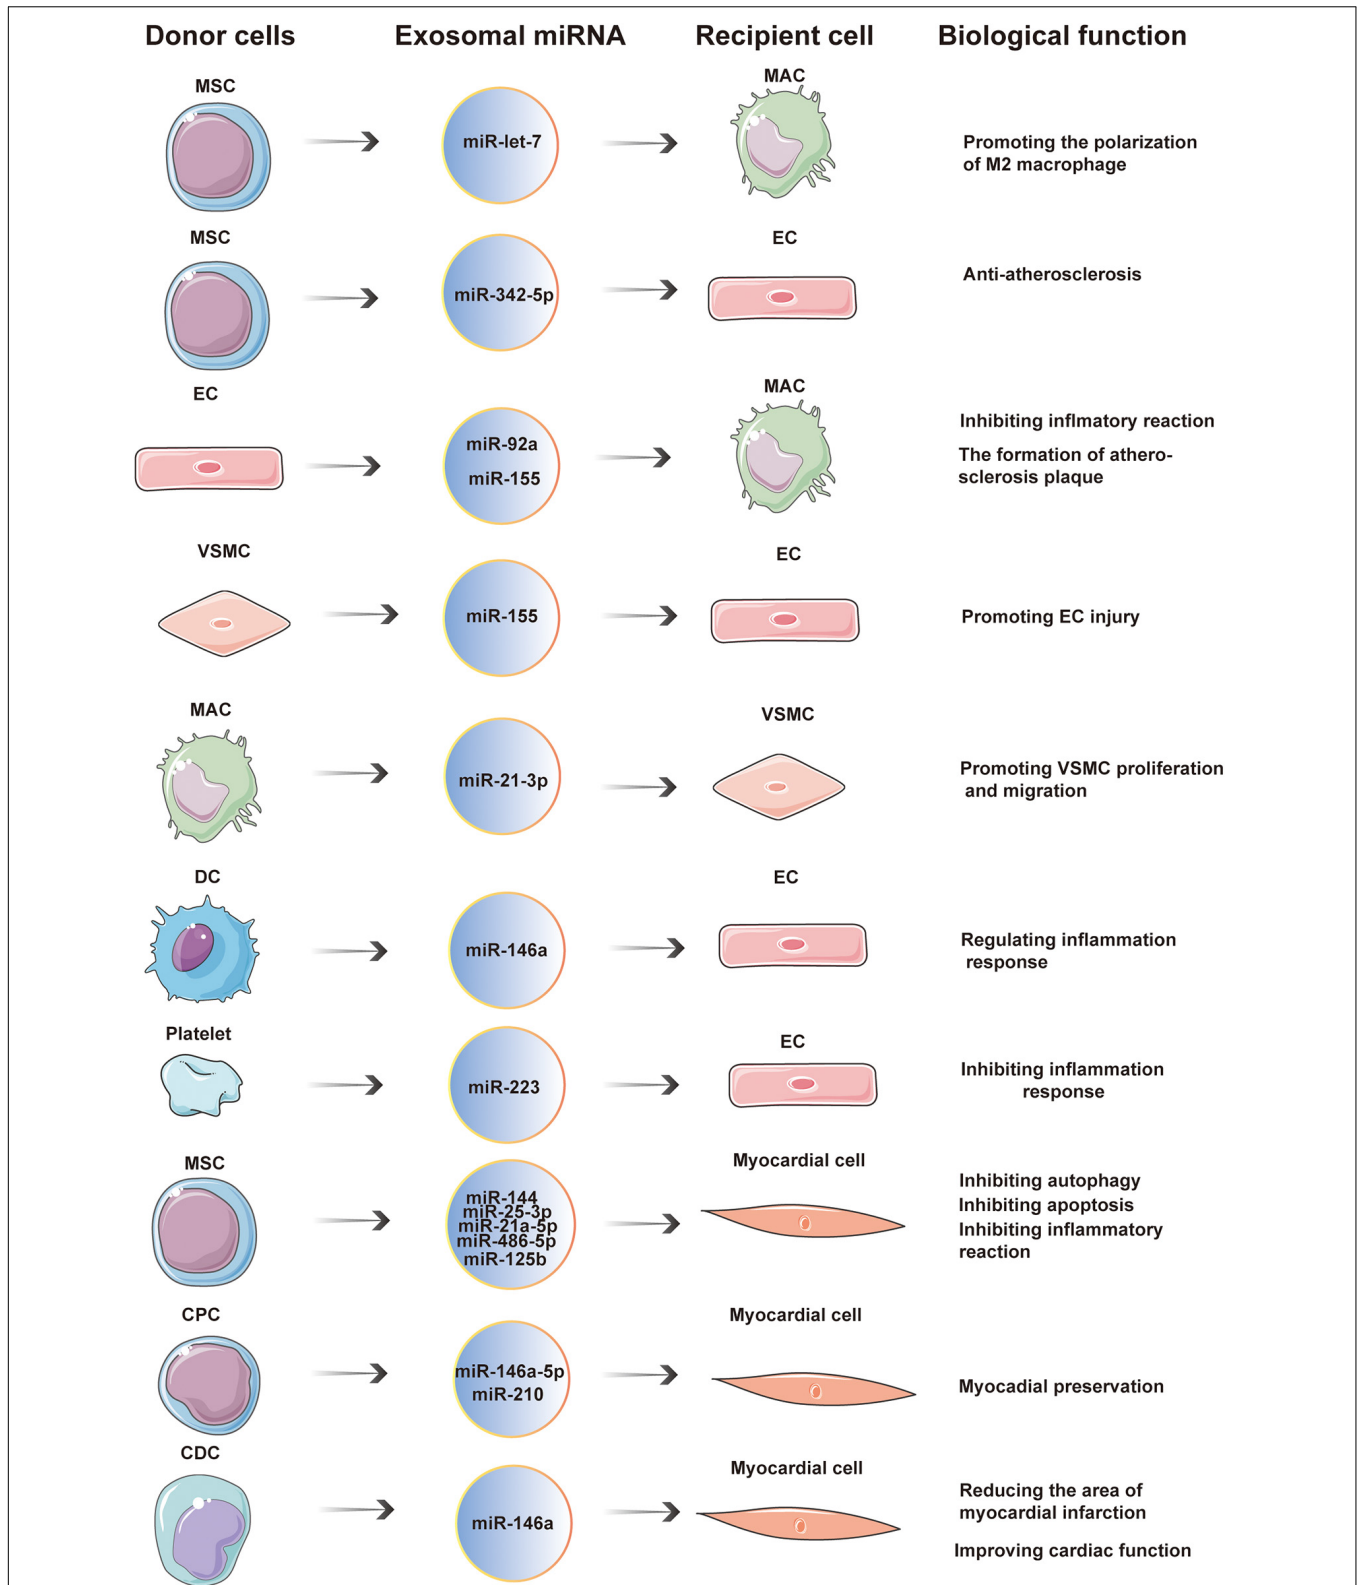 Donor cells Exosomal miRNA Recipient cell Biological function
MSC
miR-let-7
MAC
Promoting the polarization
of M2 macrophage
MSC
miR-342-5p
EC
Anti-atherosclerosis
EC
miR-92a
miR-155
MAC
Inhibiting inflmatory reaction
The formation of athero-
sclerosis plaque
VSMC
miR-155
EC
Promoting EC injury
MAC
miR-21-3p
VSMC
Promoting VSMC proliferation
and migration
DC
miR-146a
EC
Regulating inflammation
response
Platelet
miR-223
EC
Inhibiting inflammation
response
MSC
miR-144
miR-25-3p
miR-21a-5p
miR-486-5p
miR-125b
Myocardial cell
Inhibiting autophagy
Inhibiting apoptosis
Inhibiting inflammatory
reaction
CPC
miR-146a-5p
miR-210
Myocardial cell
Myocadial preservation
CDC
miR-146a
Myocardial cell
Reducing the area of
myocardial infarction
Improving cardiac function